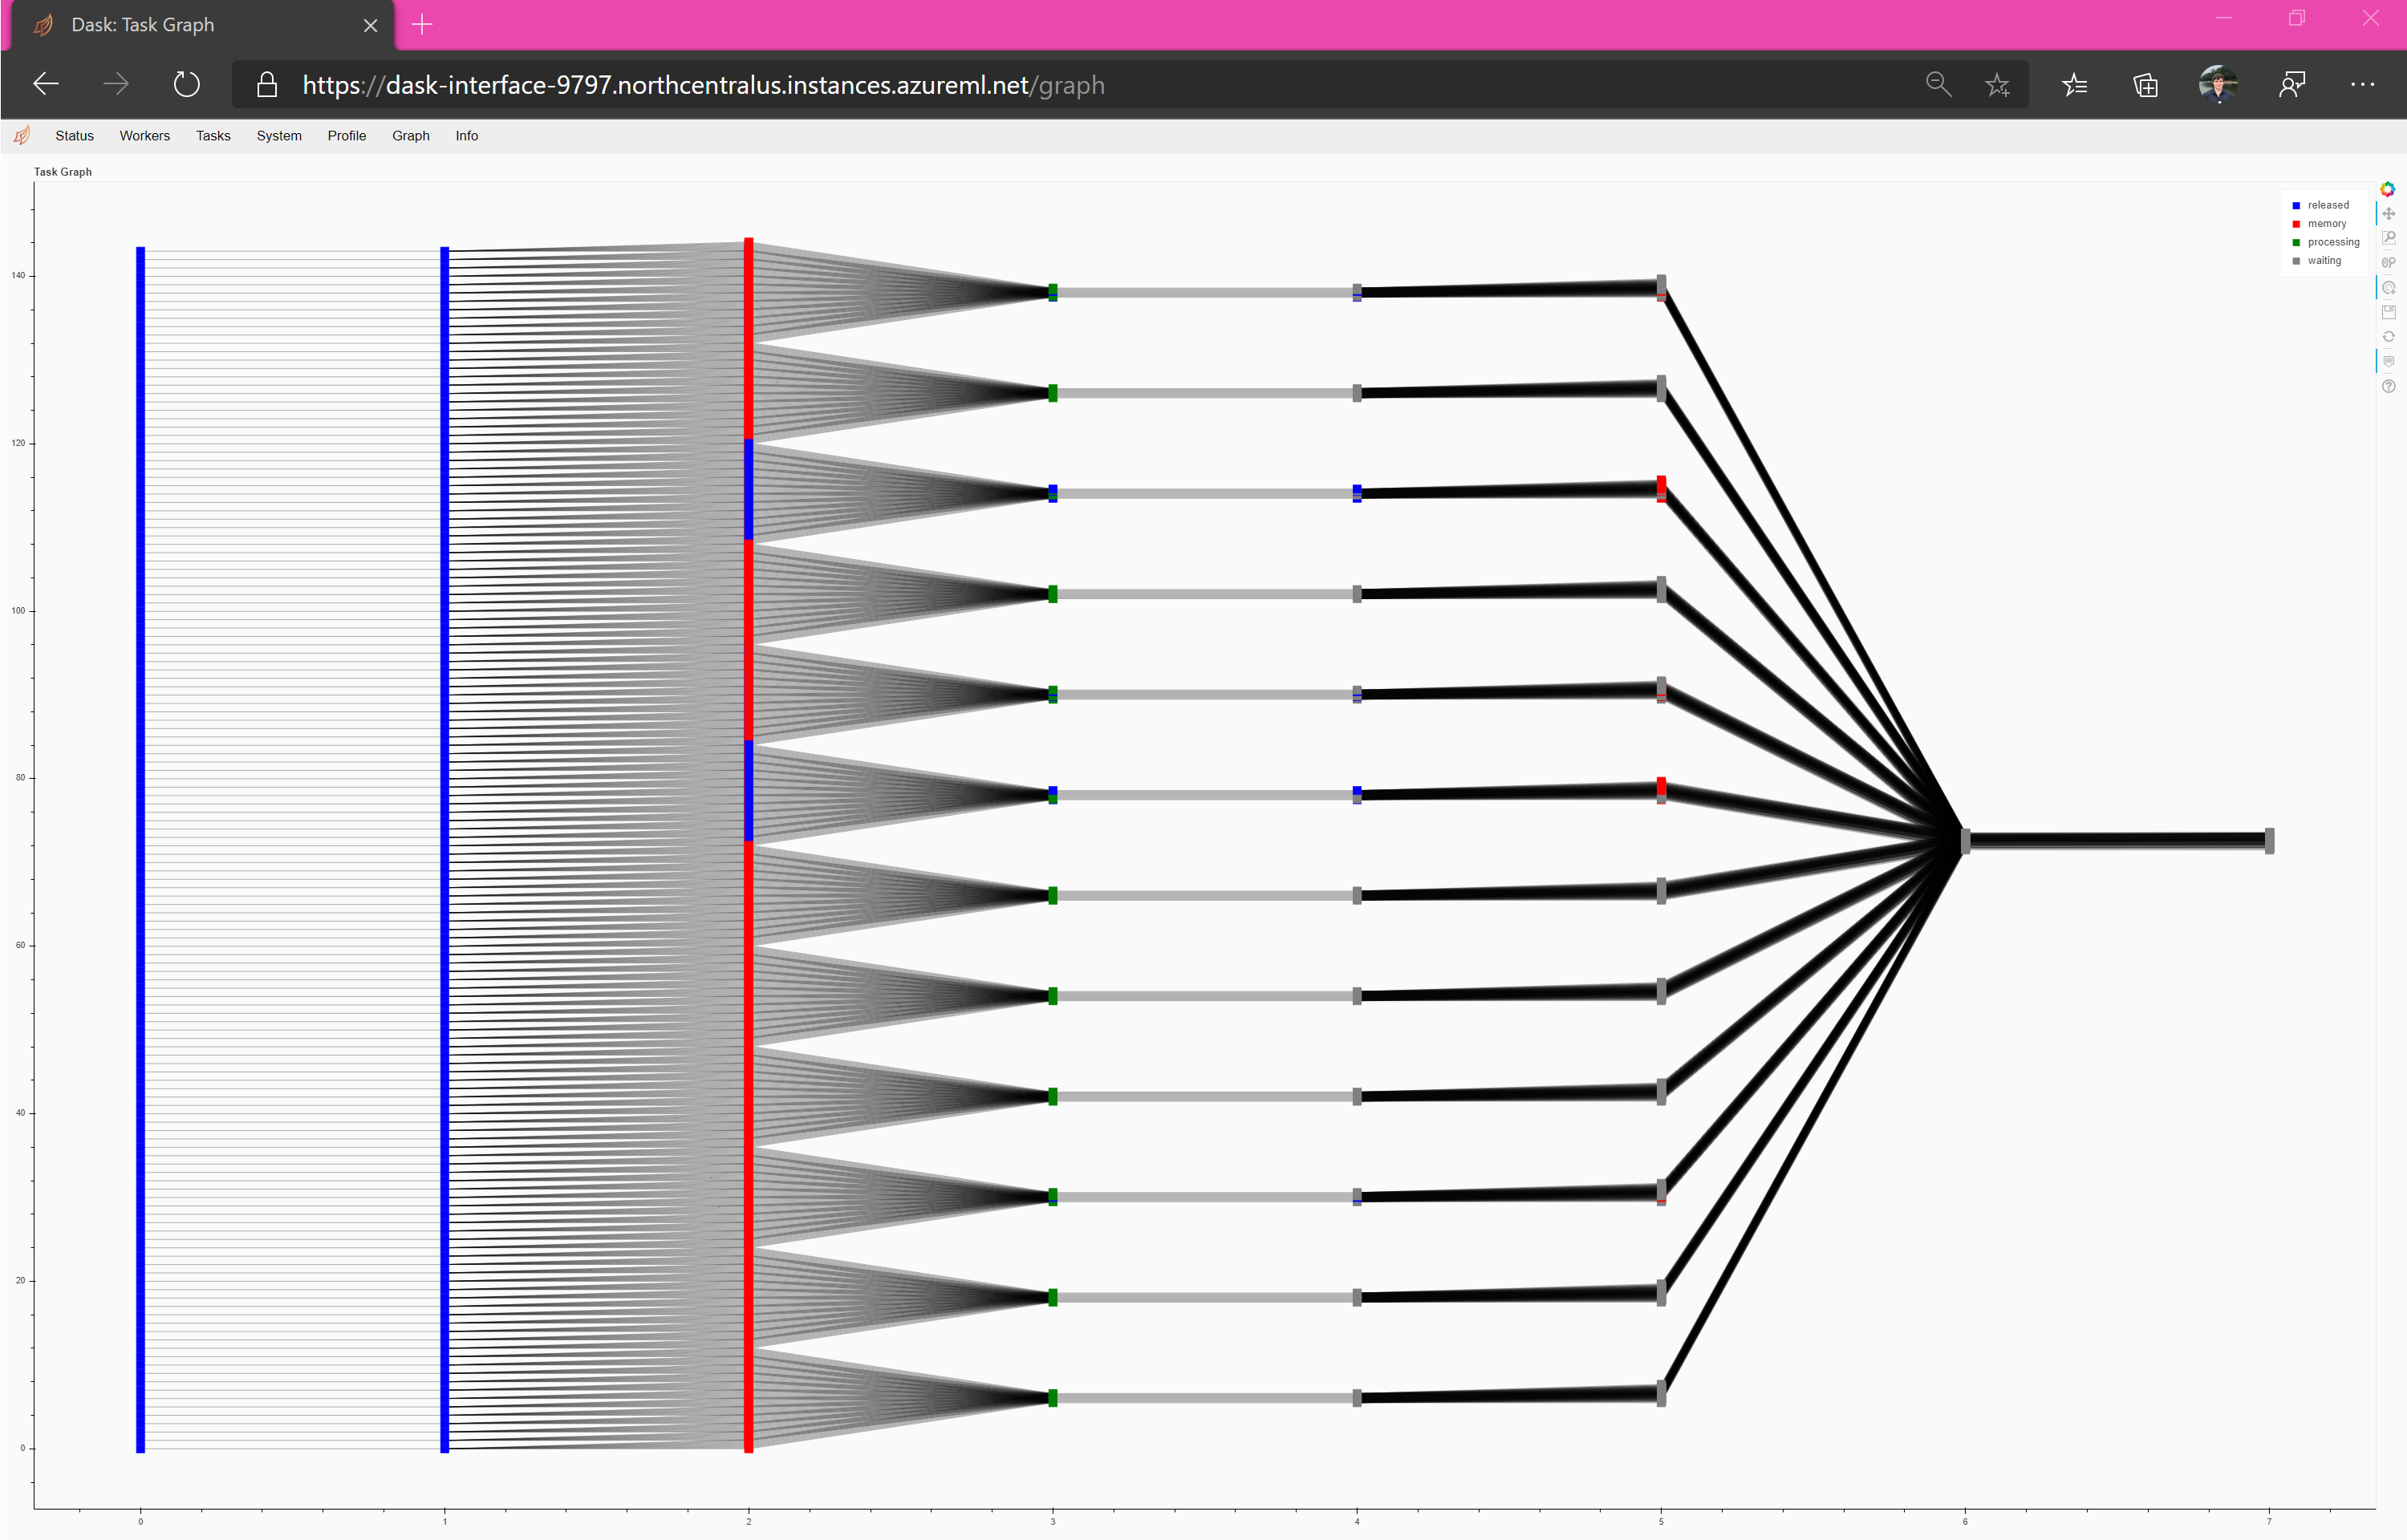 Dask: Task Graph
https://dask-interface-9797.northcentralus.instances.azureml.net/graph
Status Workers Tasks System Profile Graph Info
Task Graph
released
memory
processing
waiting
140
120
100
80
60
40
20
0
0 1 2 3 4 5 6 7